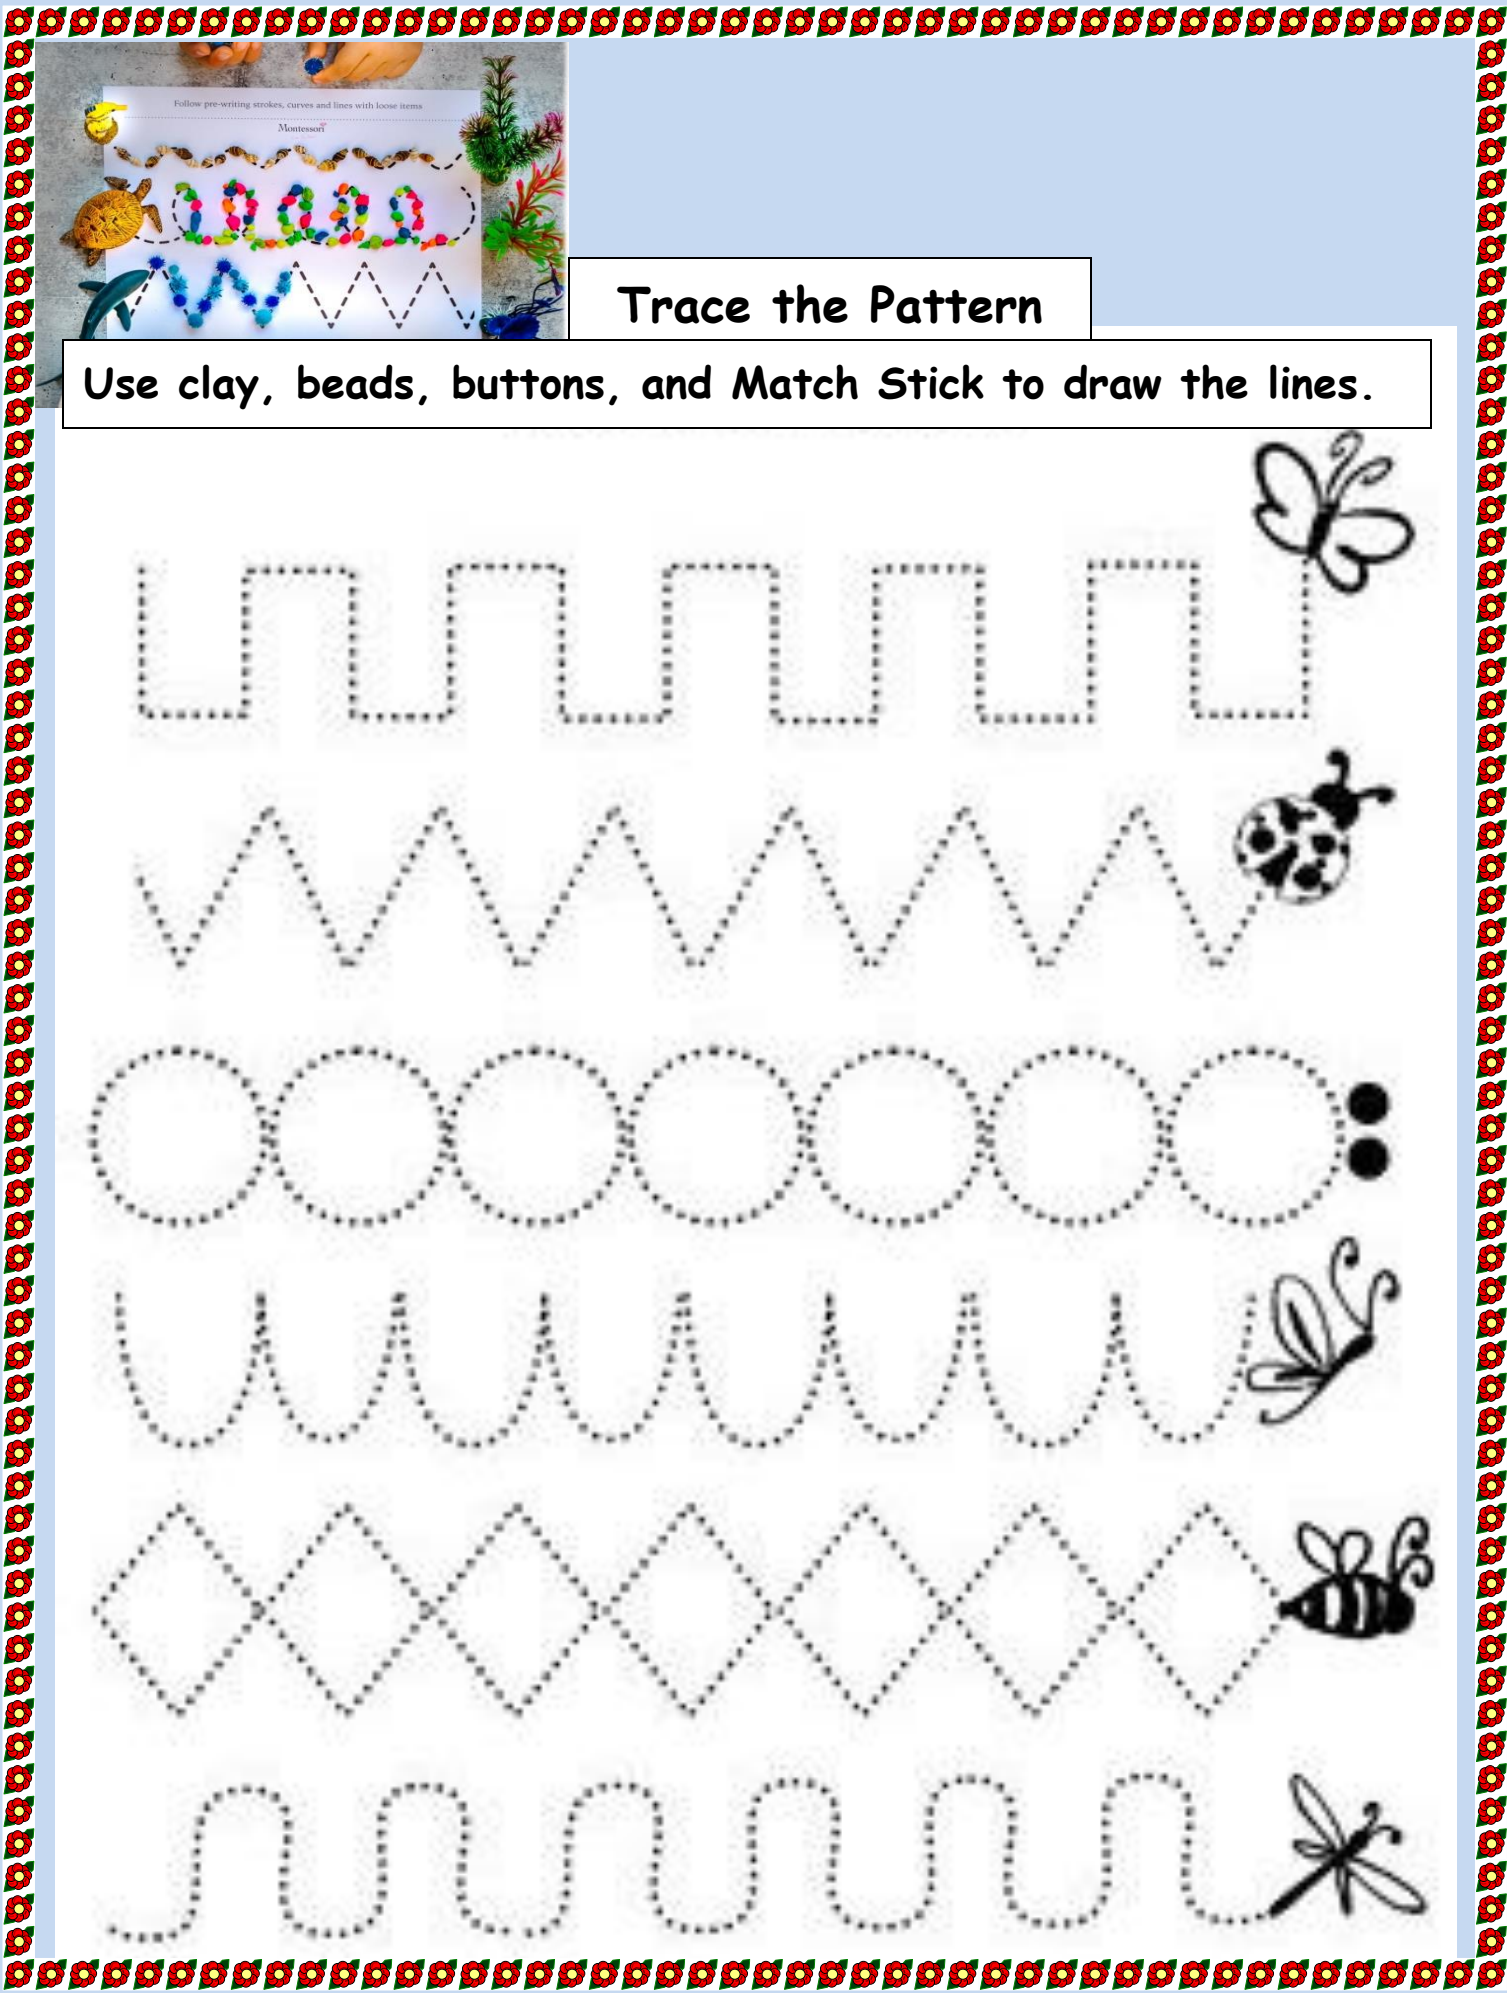 Follow pre-writing strokes, curves and lines with loose items
Montessori
Trace the Pattern
Use clay, beads, buttons, and Match Stick to draw the lines.